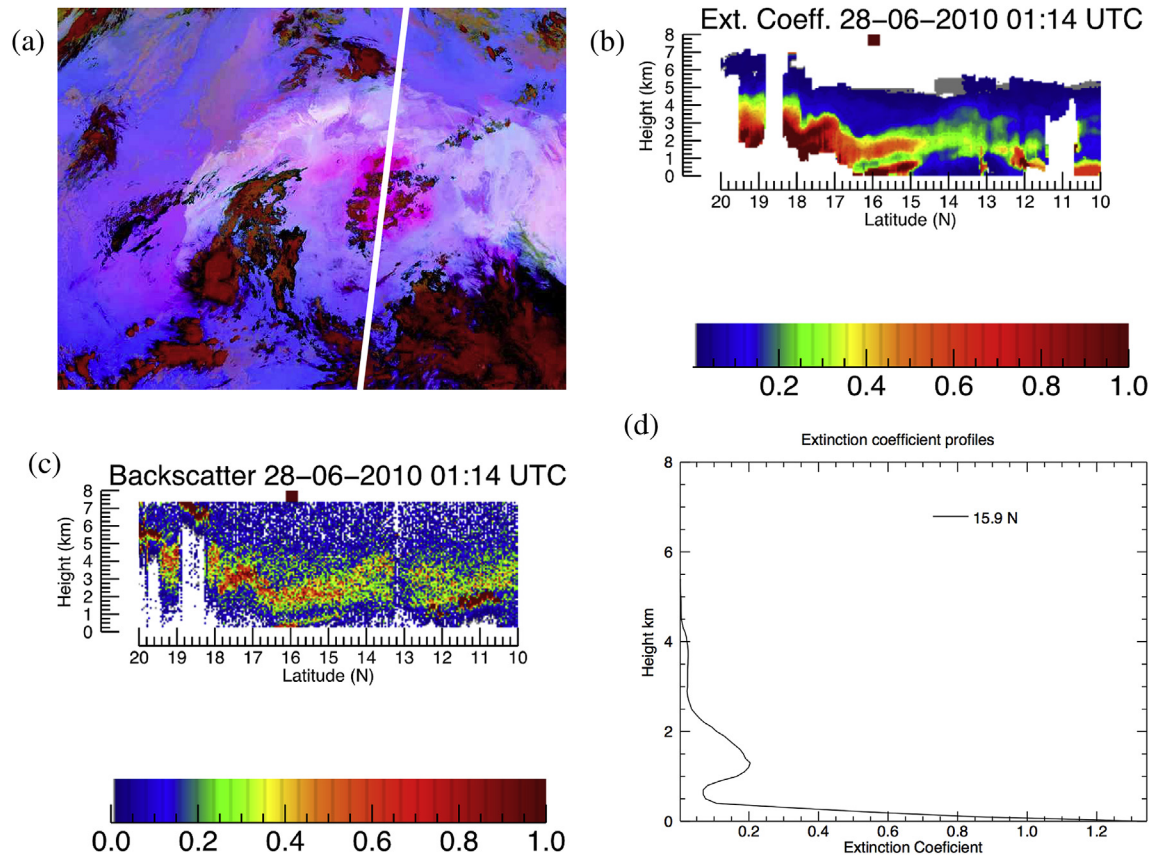 (a)
(b)
Ext. Coeff. 28−06−2010 01:14 UTC
8
7
6
5
4
3
2
1
0
Height (km)
20 19 18 17 16 15 14 13 12 11 10
Latitude (N)
0.2 0.4 0.6 0.8 1.0
(c)
Backscatter 28−06−2010 01:14 UTC
8
7
6
5
4
3
2
1
0
Height (km)
20 19 18 17 16 15 14 13 12 11 10
Latitude (N)
0.0 0.2 0.4 0.6 0.8 1.0
(d)
Extinction coefficient profiles
8
6
4
2
0
Height km
15.9 N
0.2 0.4 0.6 0.8 1.0 1.2
Extinction Coeficient